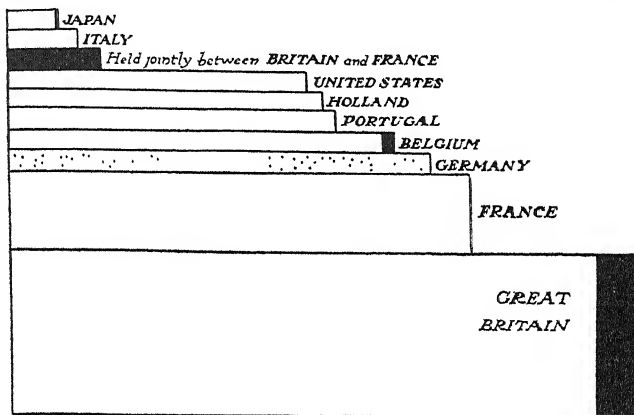 JAPAN
ITALY
Held jointly between BRITAIN and FRANCE
UNITED STATES
HOLLAND
PORTUGAL
BELGIUM
GERMANY
FRANCE
GREAT
BRITAIN